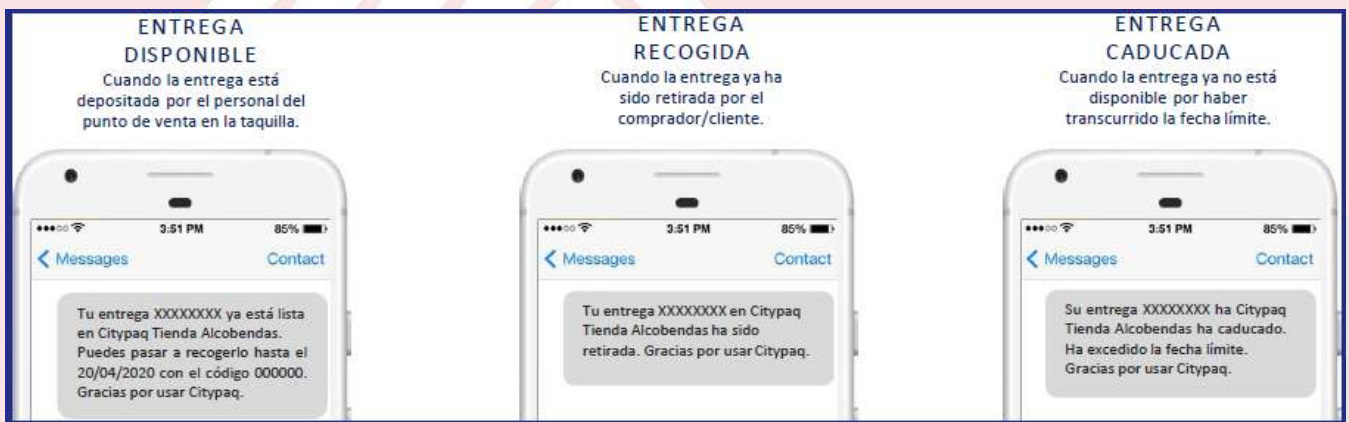 ENTREGA
DISPONIBLE
Cuando la entrega está
depositada por el personal del
punto de venta en la taquilla.
3:51 PM
85%
Messages
Contact
Tu entrega XXXXXXXX ya está lista
en Citypaq Tienda Alcobendas.
Puedes pasar a recogerlo hasta el
20/04/2020 con el código 000000.
Gracias por usar Citypaq.
ENTREGA
RECOGIDA
Cuando la entrega ya ha
sido retirada por el
comprador/cliente.
3:51 PM
85%
Messages
Contact
Tu entrega XXXXXXXX en Citypaq
Tienda Alcobendas ha sido
retirada. Gracias por usar Citypaq.
ENTREGA
CADUCADA
Cuando la entrega ya no está
disponible por haber
transcurrido la fecha límite.
3:51 PM
85%
Messages
Contact
Su entrega XXXXXXXX ha Citypaq
Tienda Alcobendas ha caducado.
Ha excedido la fecha límite.
Gracias por usar Citypaq.